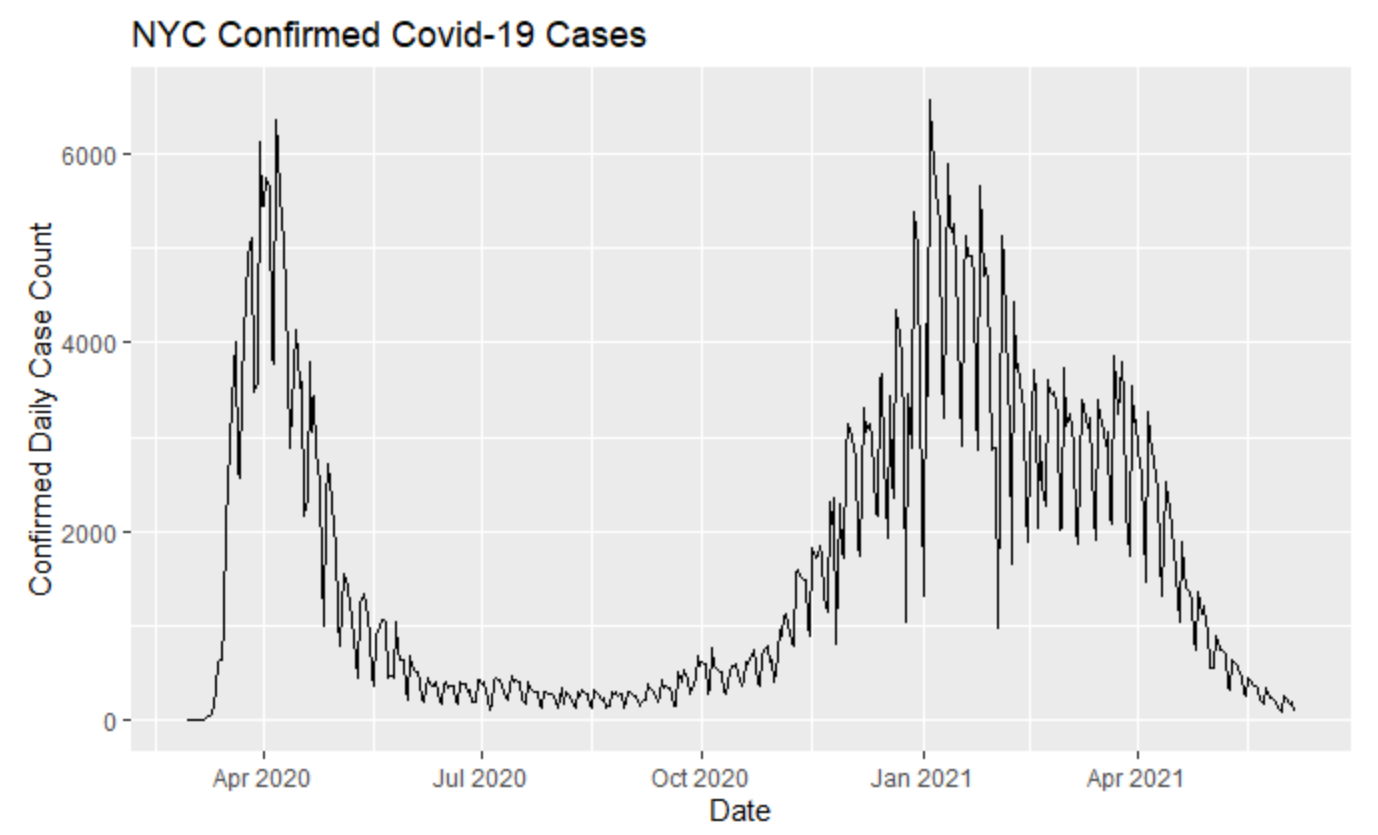 NYC Confirmed Covid-19 Cases
Confirmed Daily Case Count
6000
4000
2000
0
Apr 2020
Jul 2020
Oct 2020
Jan 2021
Apr 2021
Date